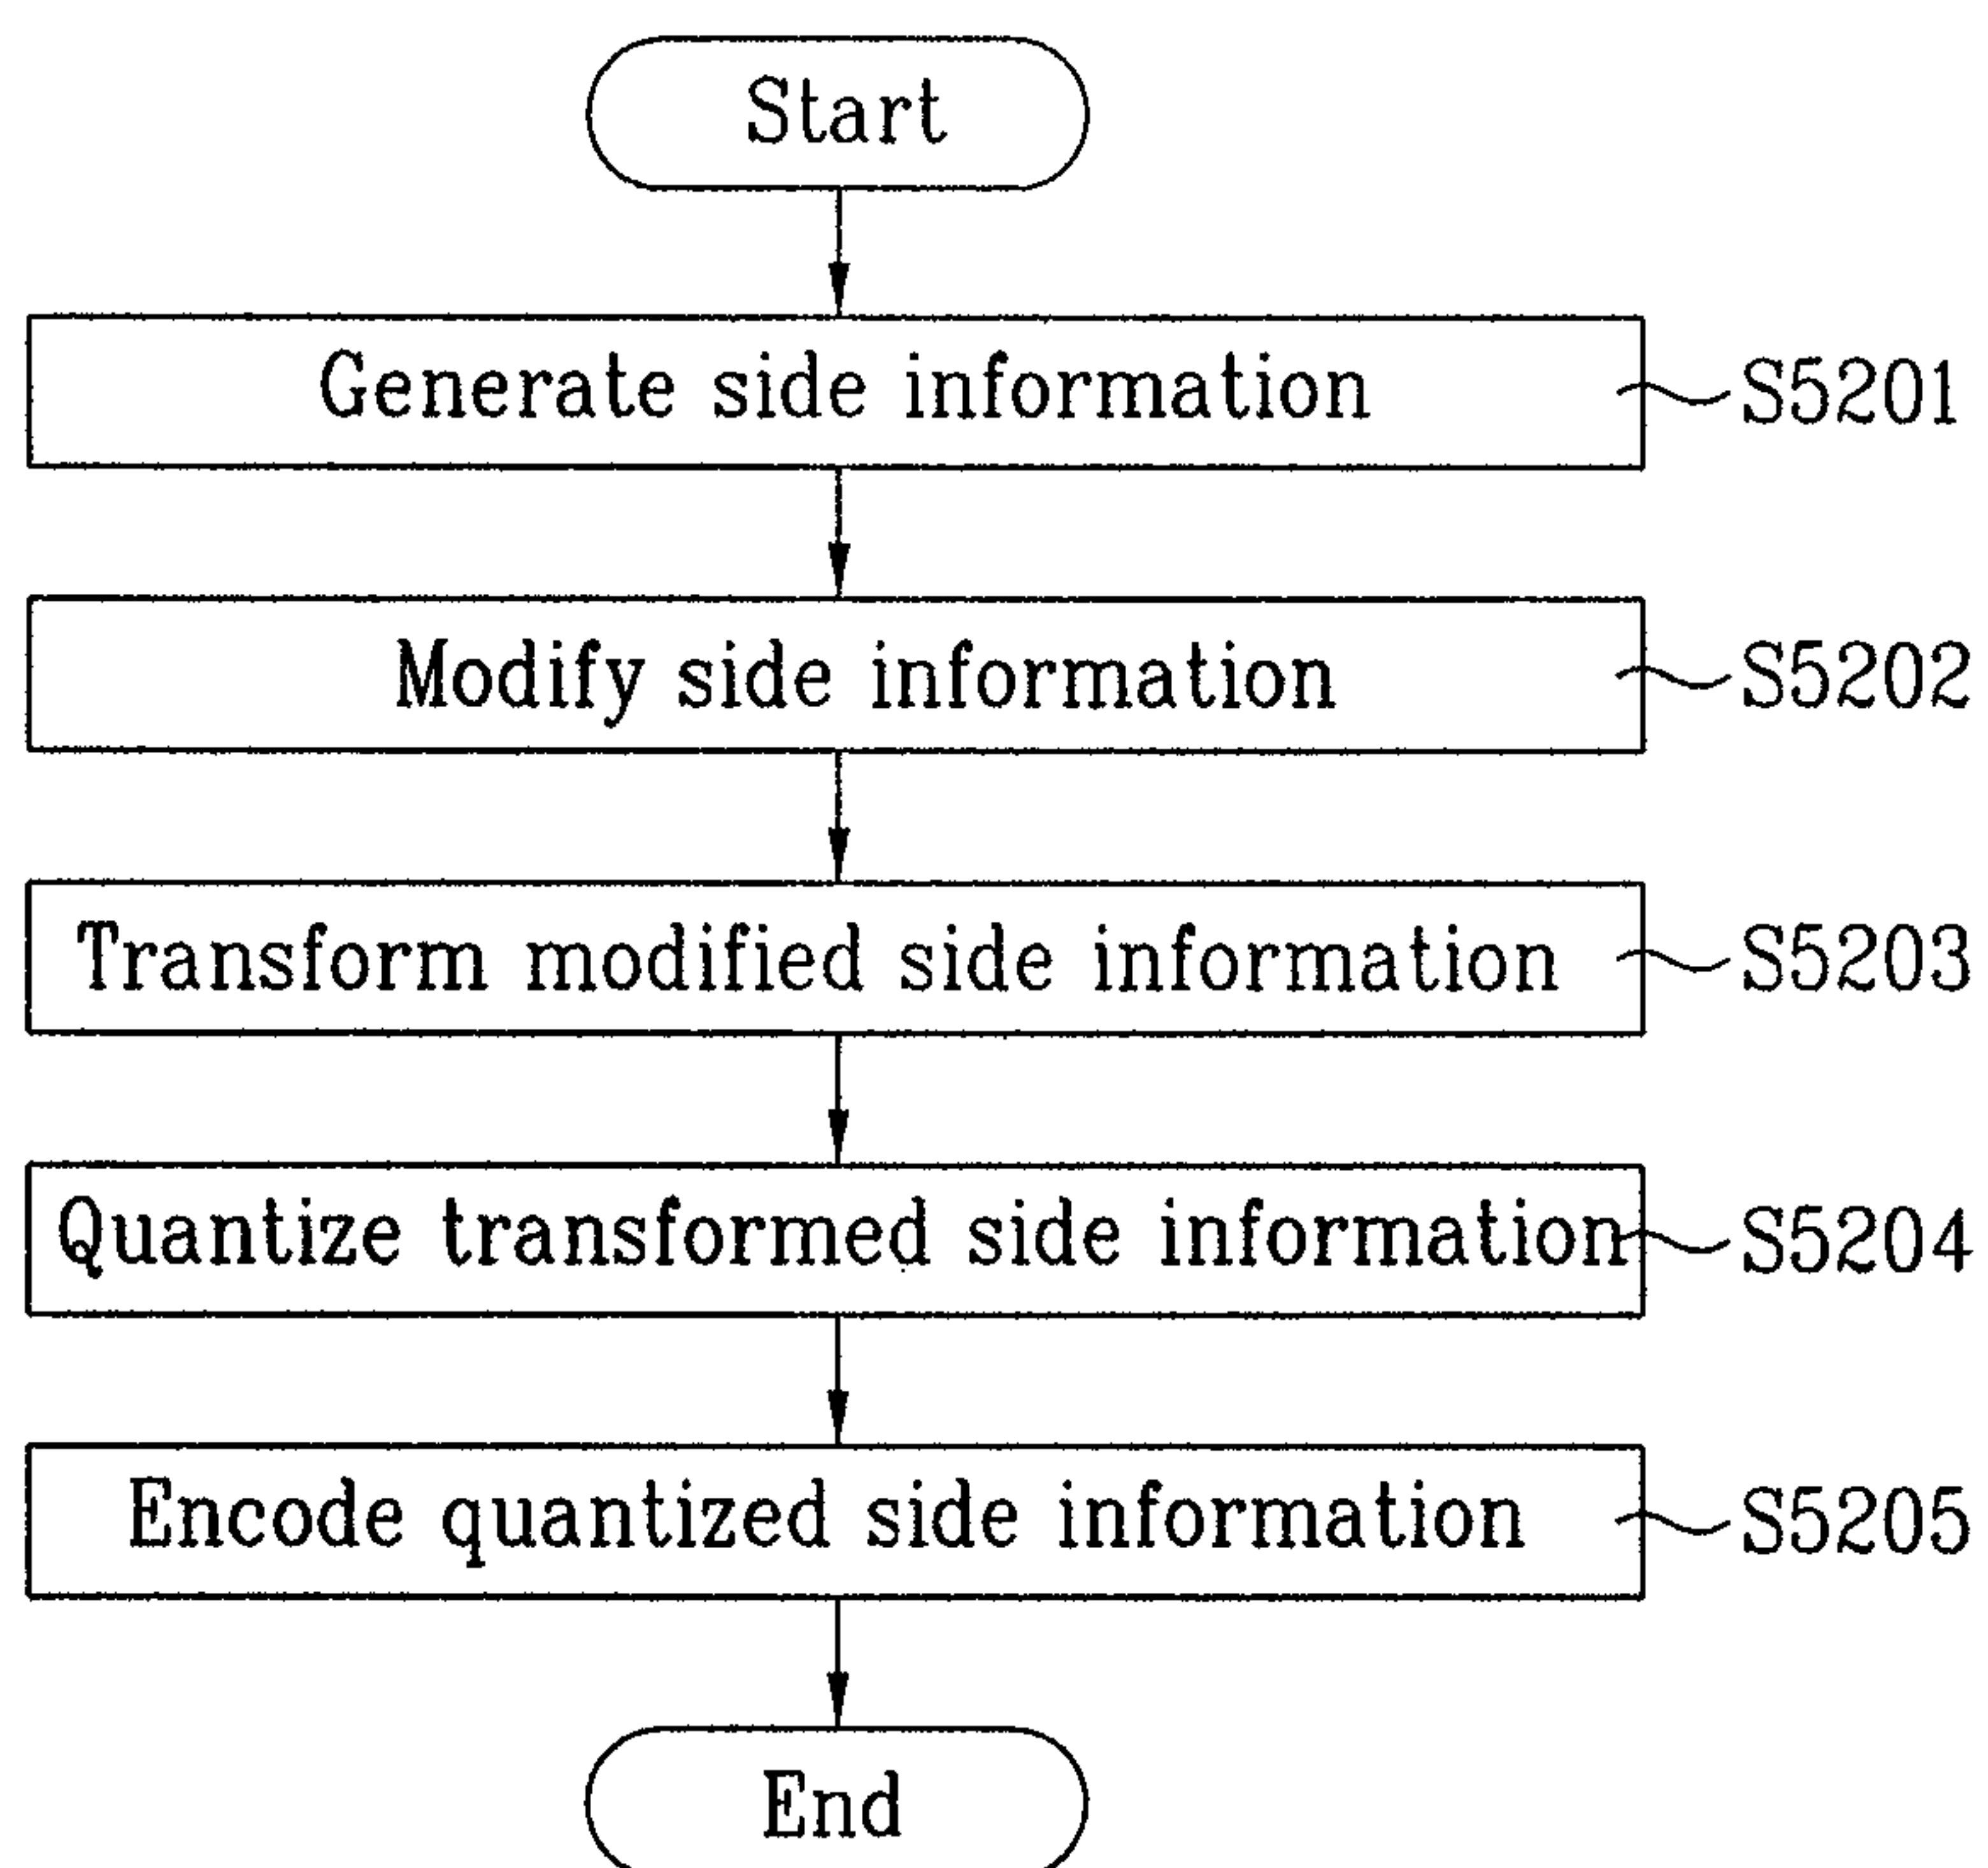 Start
Generate side information
S5201
Modify side information
S5202
Transform modified side information
S5203
Quantize transformed side information
S5204
Encode quantized side information
S5205
End